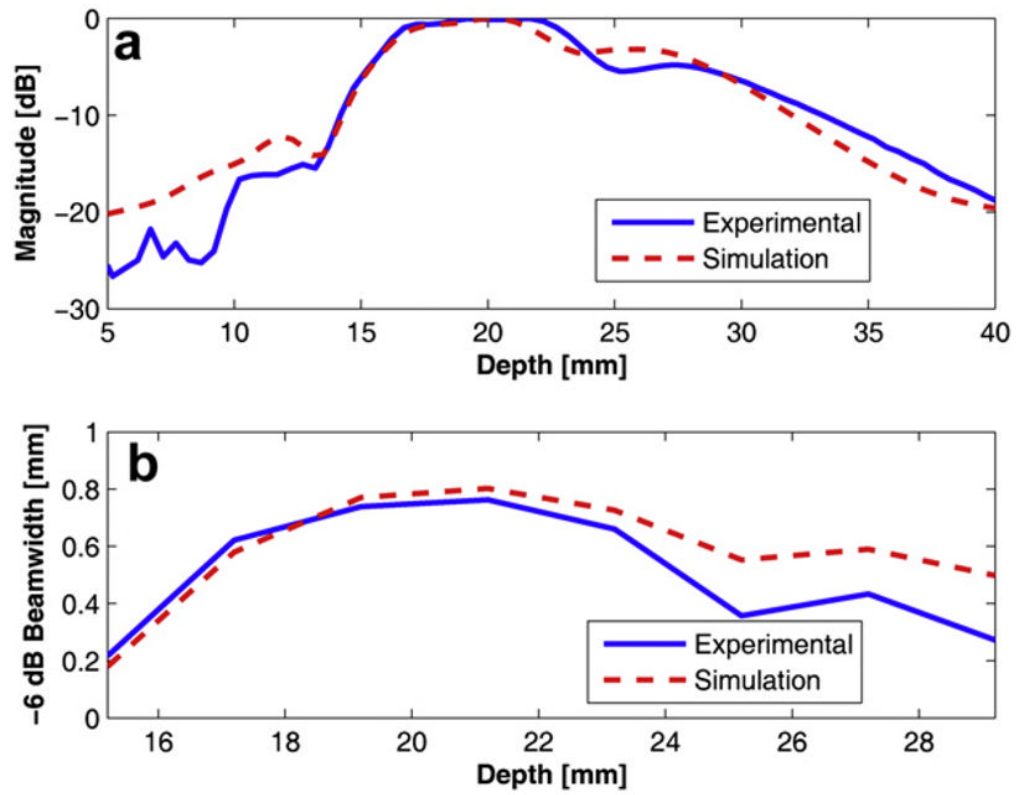 a
Magnitude [dB]
0
−10
−20
−30
Experimental
Simulation
5 10 15 20 25 30 35 40
Depth [mm]
b
−6 dB Beamwidth [mm]
1
0.8
0.6
0.4
0.2
0
Experimental
Simulation
16 18 20 22 24 26 28
Depth [mm]